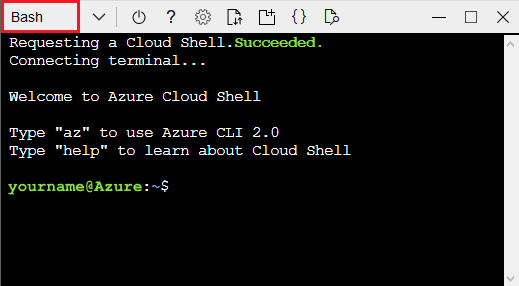 Bash
Requesting a Cloud Shell.Succeeded.
Connecting terminal...
Welcome to Azure Cloud Shell
Type "az" to use Azure CLI 2.0
Type "help" to learn about Cloud Shell
yourname@Azure:~$